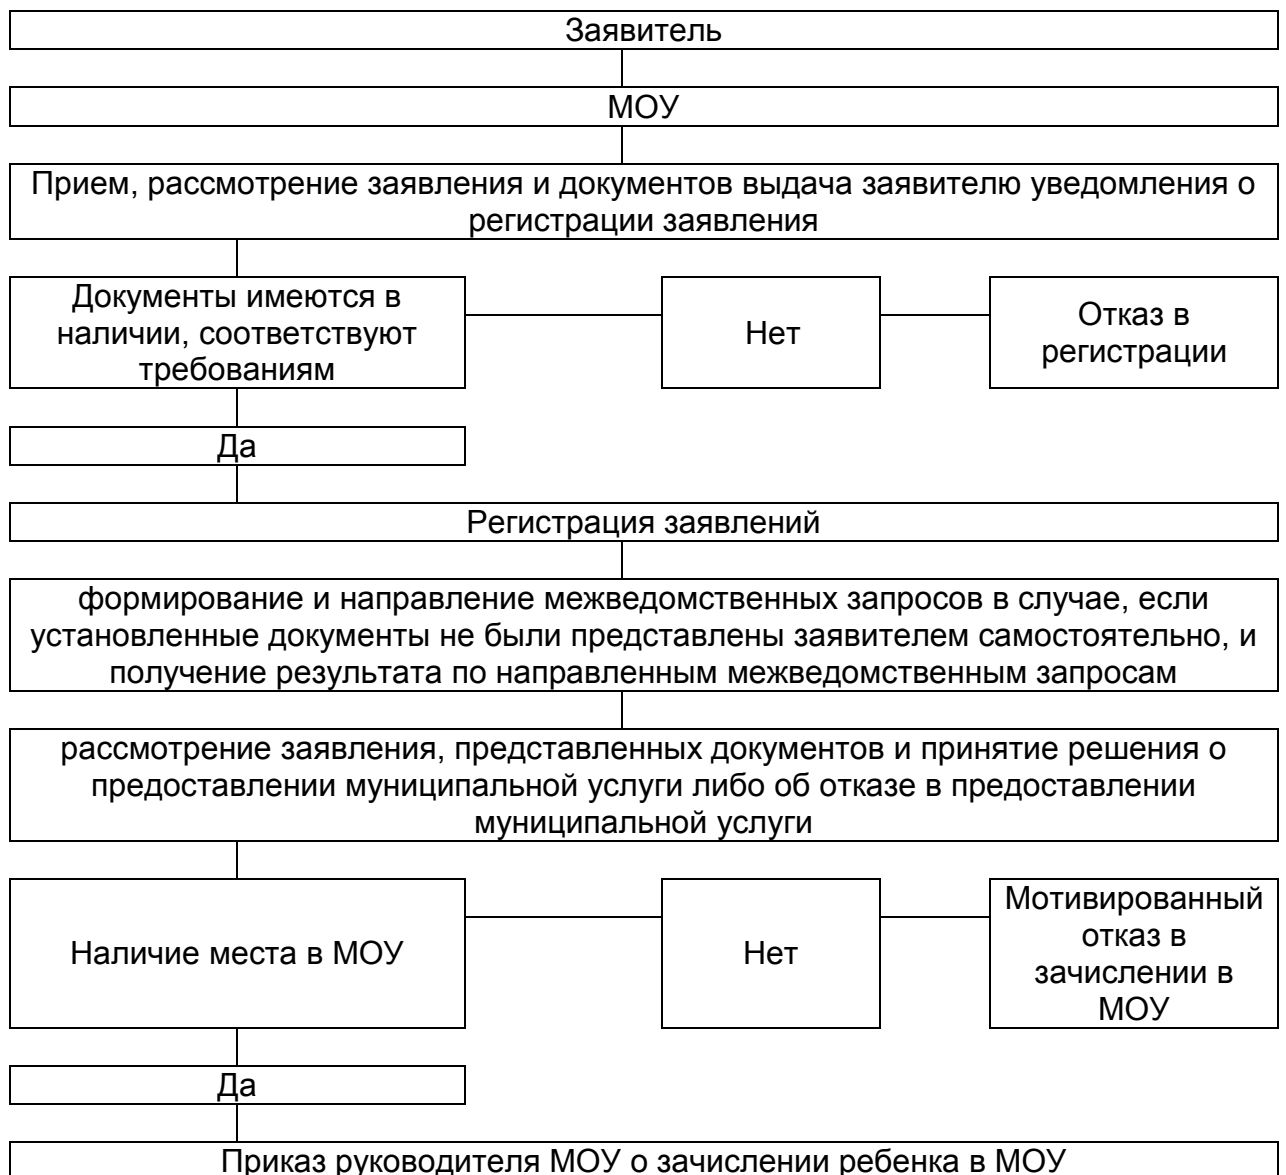 Заявитель
МОУ
Прием, рассмотрение заявления и документов выдача заявителю уведомления о
регистрации заявления
Документы имеются в
наличии, соответствуют
требованиям
Нет
Отказ в
регистрации
Да
Регистрация заявлений
формирование и направление межведомственных запросов в случае, если
установленные документы не были представлены заявителем самостоятельно, и
получение результата по направленным межведомственным запросам
рассмотрение заявления, представленных документов и принятие решения о
предоставлении муниципальной услуги либо об отказе в предоставлении
муниципальной услуги
Наличие места в МОУ
Нет
Мотивированный
отказ в
зачислении в
МОУ
Да
Приказ руководителя МОУ о зачислении ребенка в МОУ